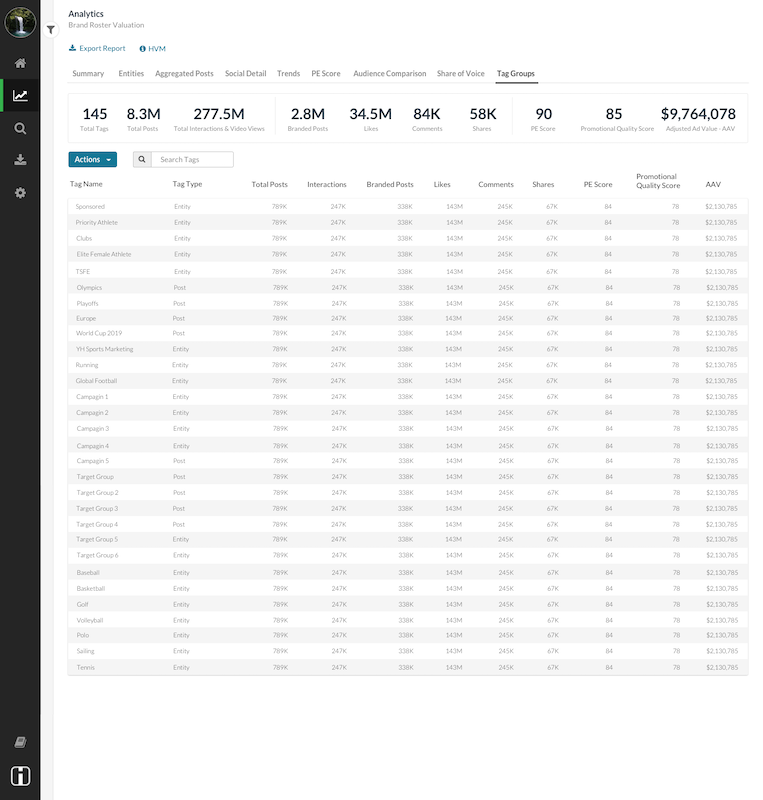 Analytics
Brand Roster Valuation
Export Report HVM
Summary Entities Aggregated Posts Social Detail Trends PE Score Audience Comparison Share of Voice Tag Groups
145 8.3M 277.5M 2.8M 34.5M 84K 58K 90 85 $9,764,078
Total Tags Total Posts Total Interactions & Video Views Branded Posts Likes Comments Shares PE Score Promotional Quality Score Adjusted Ad Value - AAV
Actions Search Tags
Tag Name Tag Type Total Posts Interactions Branded Posts Likes Comments Shares PE Score Promotional Quality Score AAV
Sponsored Entity 789K 247K 338K 143M 245K 67K 84 78 $2,130,785
Priority Athlete Entity 789K 247K 338K 143M 245K 67K 84 78 $2,130,785
Clubs Entity 789K 247K 338K 143M 245K 67K 84 78 $2,130,785
Elite Female Athlete Entity 789K 247K 338K 143M 245K 67K 84 78 $2,130,785
TSFE Entity 789K 247K 338K 143M 245K 67K 84 78 $2,130,785
Olympics Post 789K 247K 338K 143M 245K 67K 84 78 $2,130,785
Playoffs Post 789K 247K 338K 143M 245K 67K 84 78 $2,130,785
Europe Post 789K 247K 338K 143M 245K 67K 84 78 $2,130,785
World Cup 2019 Post 789K 247K 338K 143M 245K 67K 84 78 $2,130,785
YH Sports Marketing Entity 789K 247K 338K 143M 245K 67K 84 78 $2,130,785
Running Entity 789K 247K 338K 143M 245K 67K 84 78 $2,130,785
Global Football Entity 789K 247K 338K 143M 245K 67K 84 78 $2,130,785
Campagin 1 Entity 789K 247K 338K 143M 245K 67K 84 78 $2,130,785
Campagin 2 Entity 789K 247K 338K 143M 245K 67K 84 78 $2,130,785
Campagin 3 Entity 789K 247K 338K 143M 245K 67K 84 78 $2,130,785
Campagin 4 Entity 789K 247K 338K 143M 245K 67K 84 78 $2,130,785
Campagin 5 Post 789K 247K 338K 143M 245K 67K 84 78 $2,130,785
Target Group Post 789K 247K 338K 143M 245K 67K 84 78 $2,130,785
Target Group 2 Post 789K 247K 338K 143M 245K 67K 84 78 $2,130,785
Target Group 3 Post 789K 247K 338K 143M 245K 67K 84 78 $2,130,785
Target Group 4 Post 789K 247K 338K 143M 245K 67K 84 78 $2,130,785
Target Group 5 Entity 789K 247K 338K 143M 245K 67K 84 78 $2,130,785
Target Group 6 Entity 789K 247K 338K 143M 245K 67K 84 78 $2,130,785
Baseball Entity 789K 247K 338K 143M 245K 67K 84 78 $2,130,785
Basketball Entity 789K 247K 338K 143M 245K 67K 84 78 $2,130,785
Golf Entity 789K 247K 338K 143M 245K 67K 84 78 $2,130,785
Volleyball Entity 789K 247K 338K 143M 245K 67K 84 78 $2,130,785
Polo Entity 789K 247K 338K 143M 245K 67K 84 78 $2,130,785
Sailing Entity 789K 247K 338K 143M 245K 67K 84 78 $2,130,785
Tennis Entity 789K 247K 338K 143M 245K 67K 84 78 $2,130,785